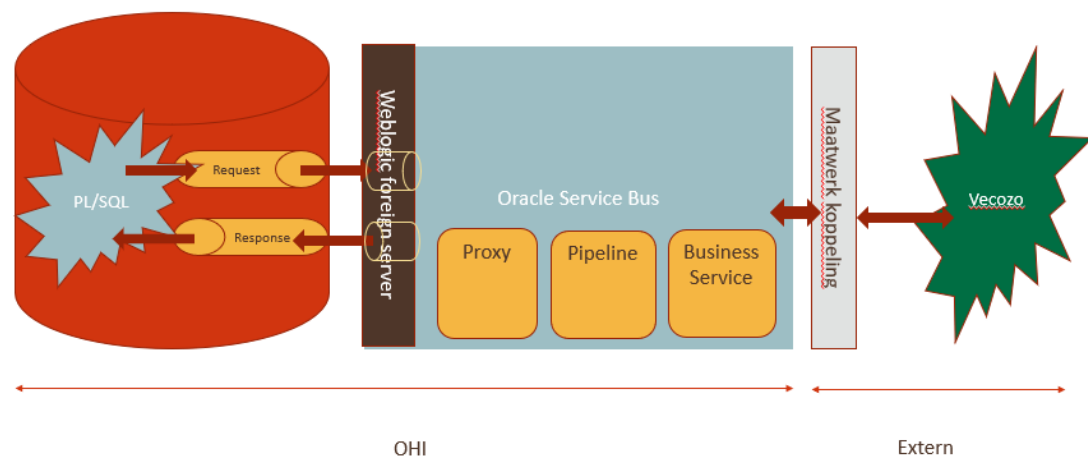 PL/SQL
Request
Response
Weblogic foreign server
Oracle Service Bus
Proxy
Pipeline
Business
Service
Maatwerk koppeling
Vecozo
OHI
Extern